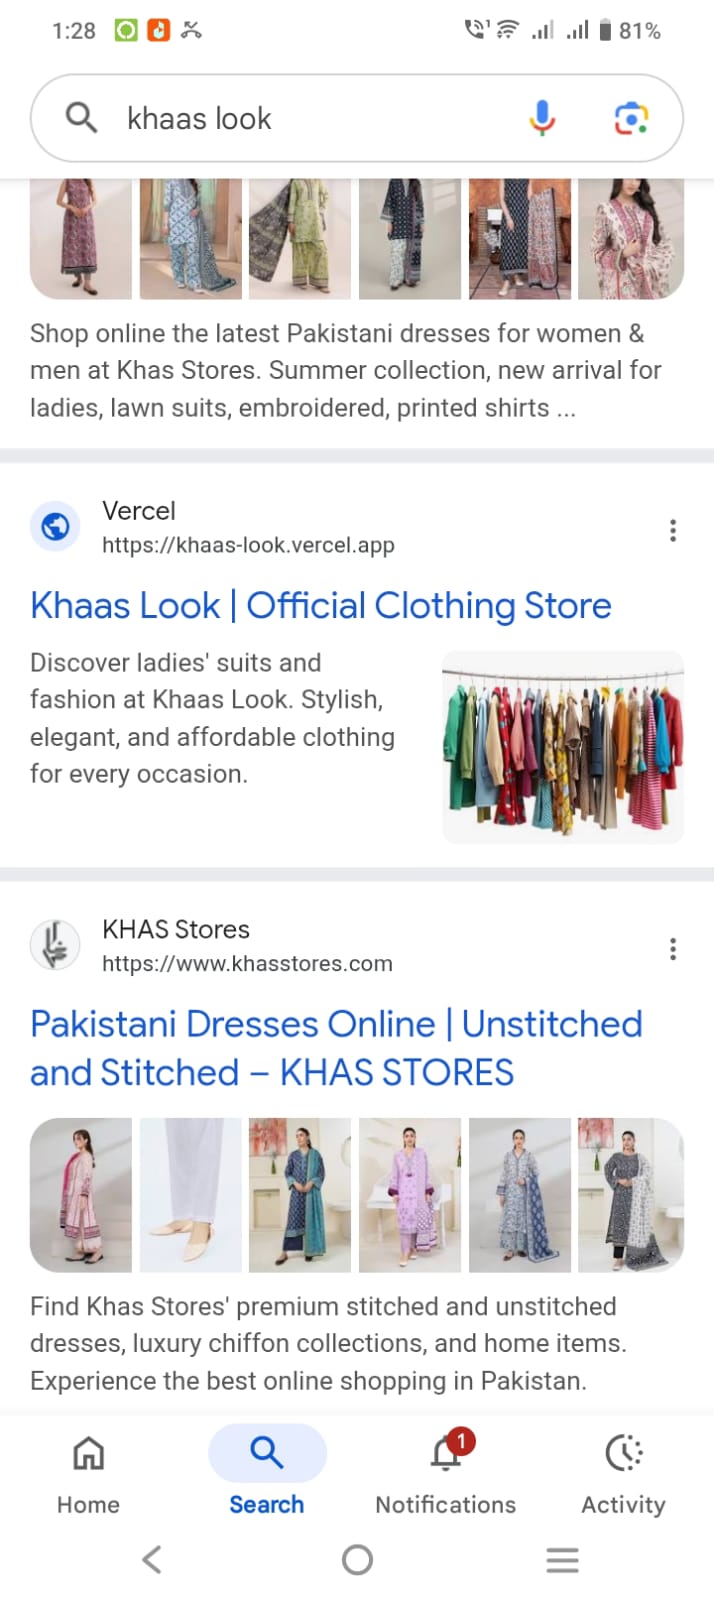 1:28
1
81%
khaas look
Shop online the latest Pakistani dresses for women &
men at Khas Stores. Summer collection, new arrival for
ladies, lawn suits, embroidered, printed shirts ...
Vercel
https://khaas-look.vercel.app
Khaas Look | Official Clothing Store
Discover ladies' suits and
fashion at Khaas Look. Stylish,
elegant, and affordable clothing
for every occasion.
KHAS Stores
https://www.khasstores.com
Pakistani Dresses Online | Unstitched
and Stitched – KHAS STORES
Find Khas Stores' premium stitched and unstitched
dresses, luxury chiffon collections, and home items.
Experience the best online shopping in Pakistan.
1
Home
Search
Notifications
Activity